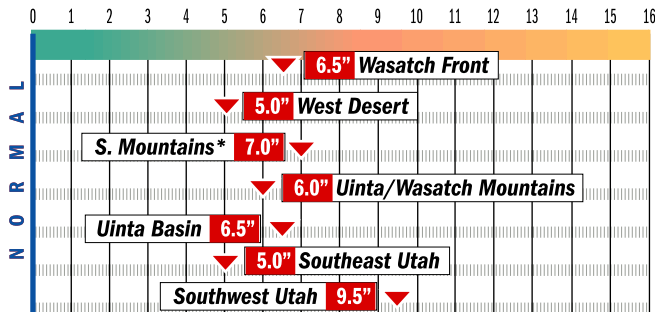 0 1 2 3 4 5 6 7 8 9 10 11 12 13 14 15 16
NORMAL
6.5” Wasatch Front
5.0” West Desert
S. Mountains* 7.0”
6.0” Uinta/Wasatch Mountains
Uinta Basin 6.5”
5.0” Southeast Utah
Southwest Utah 9.5”